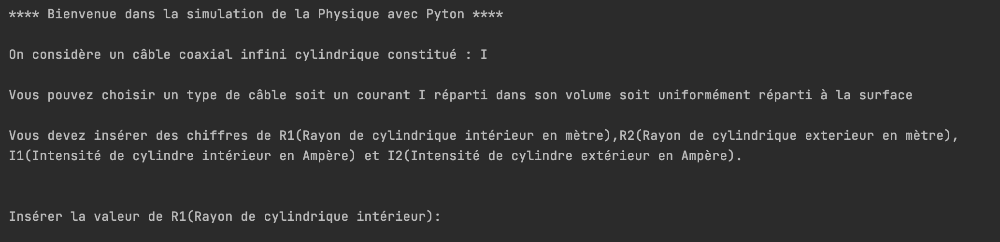 **** Bienvenue dans la simulation de la Physique avec Pyton ****
On considère un câble coaxial infini cylindrique constitué : I
Vous pouvez choisir un type de câble soit un courant I réparti dans son volume soit uniformément réparti à la surface
Vous devez insérer des chiffres de R1(Rayon de cylindrique intérieur en mètre),R2(Rayon de cylindrique exterieur en mètre),
I1(Intensité de cylindre intérieur en Ampère) et I2(Intensité de cylindre extérieur en Ampère).
Insérer la valeur de R1(Rayon de cylindrique intérieur):